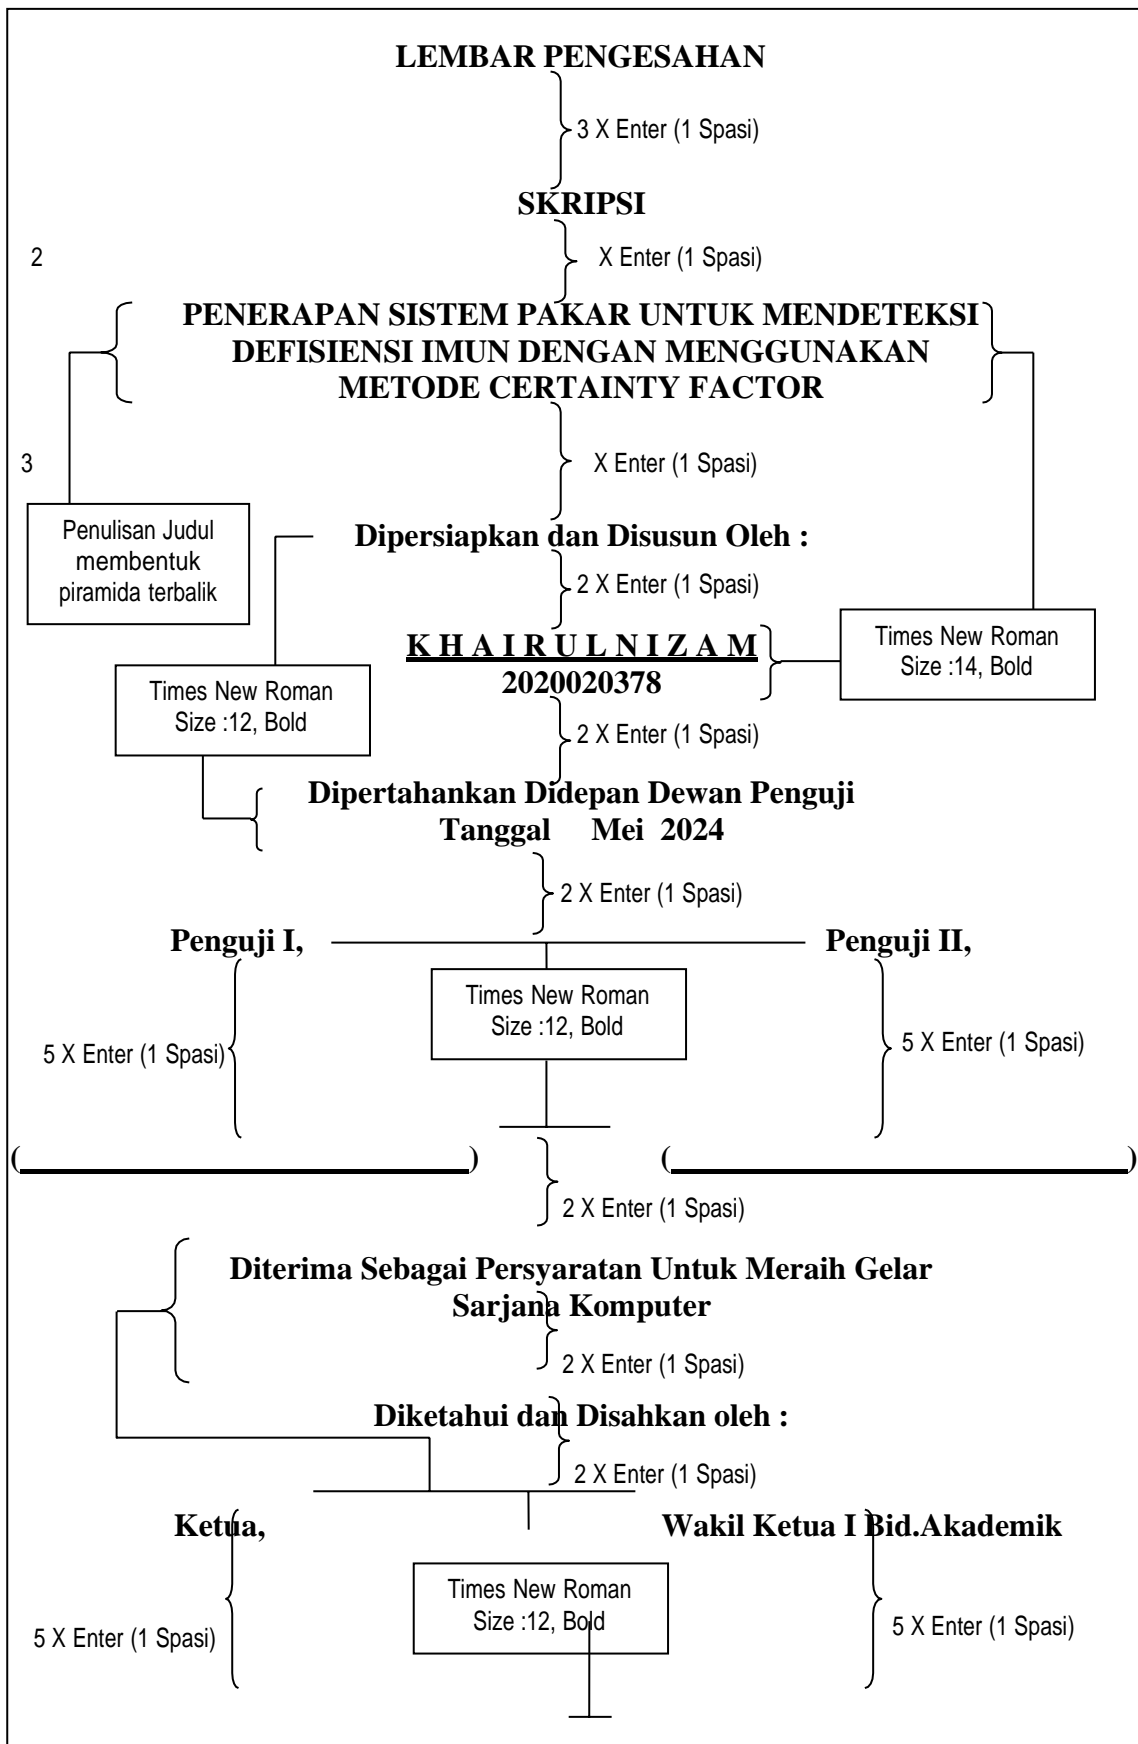 LEMBAR PENGESAHAN
3 X Enter (1 Spasi)
SKRIPSI
2 X Enter (1 Spasi)
PENERAPAN SISTEM PAKAR UNTUK MENDETEKSI
DEFISIENSI IMUN DENGAN MENGGUNAKAN
METODE CERTAINTY FACTOR
3 X Enter (1 Spasi)
Penulisan Judul
membentuk
piramida terbalik
Dipersiapkan dan Disusun Oleh :
2 X Enter (1 Spasi)
K H A I R U L N I Z A M
2020020378
Times New Roman
Size :14, Bold
Times New Roman
Size :12, Bold
2 X Enter (1 Spasi)
Dipertahankan Didepan Dewan Penguji
Tanggal Mei 2024
2 X Enter (1 Spasi)
Penguji I, Penguji II,
Times New Roman
Size :12, Bold
5 X Enter (1 Spasi) 5 X Enter (1 Spasi)
(______________________________) (______________________________)
2 X Enter (1 Spasi)
Diterima Sebagai Persyaratan Untuk Meraih Gelar
Sarjana Komputer
2 X Enter (1 Spasi)
Diketahui dan Disahkan oleh :
2 X Enter (1 Spasi)
Ketua, Wakil Ketua I Bid.Akademik
Times New Roman
Size :12, Bold
5 X Enter (1 Spasi) 5 X Enter (1 Spasi)